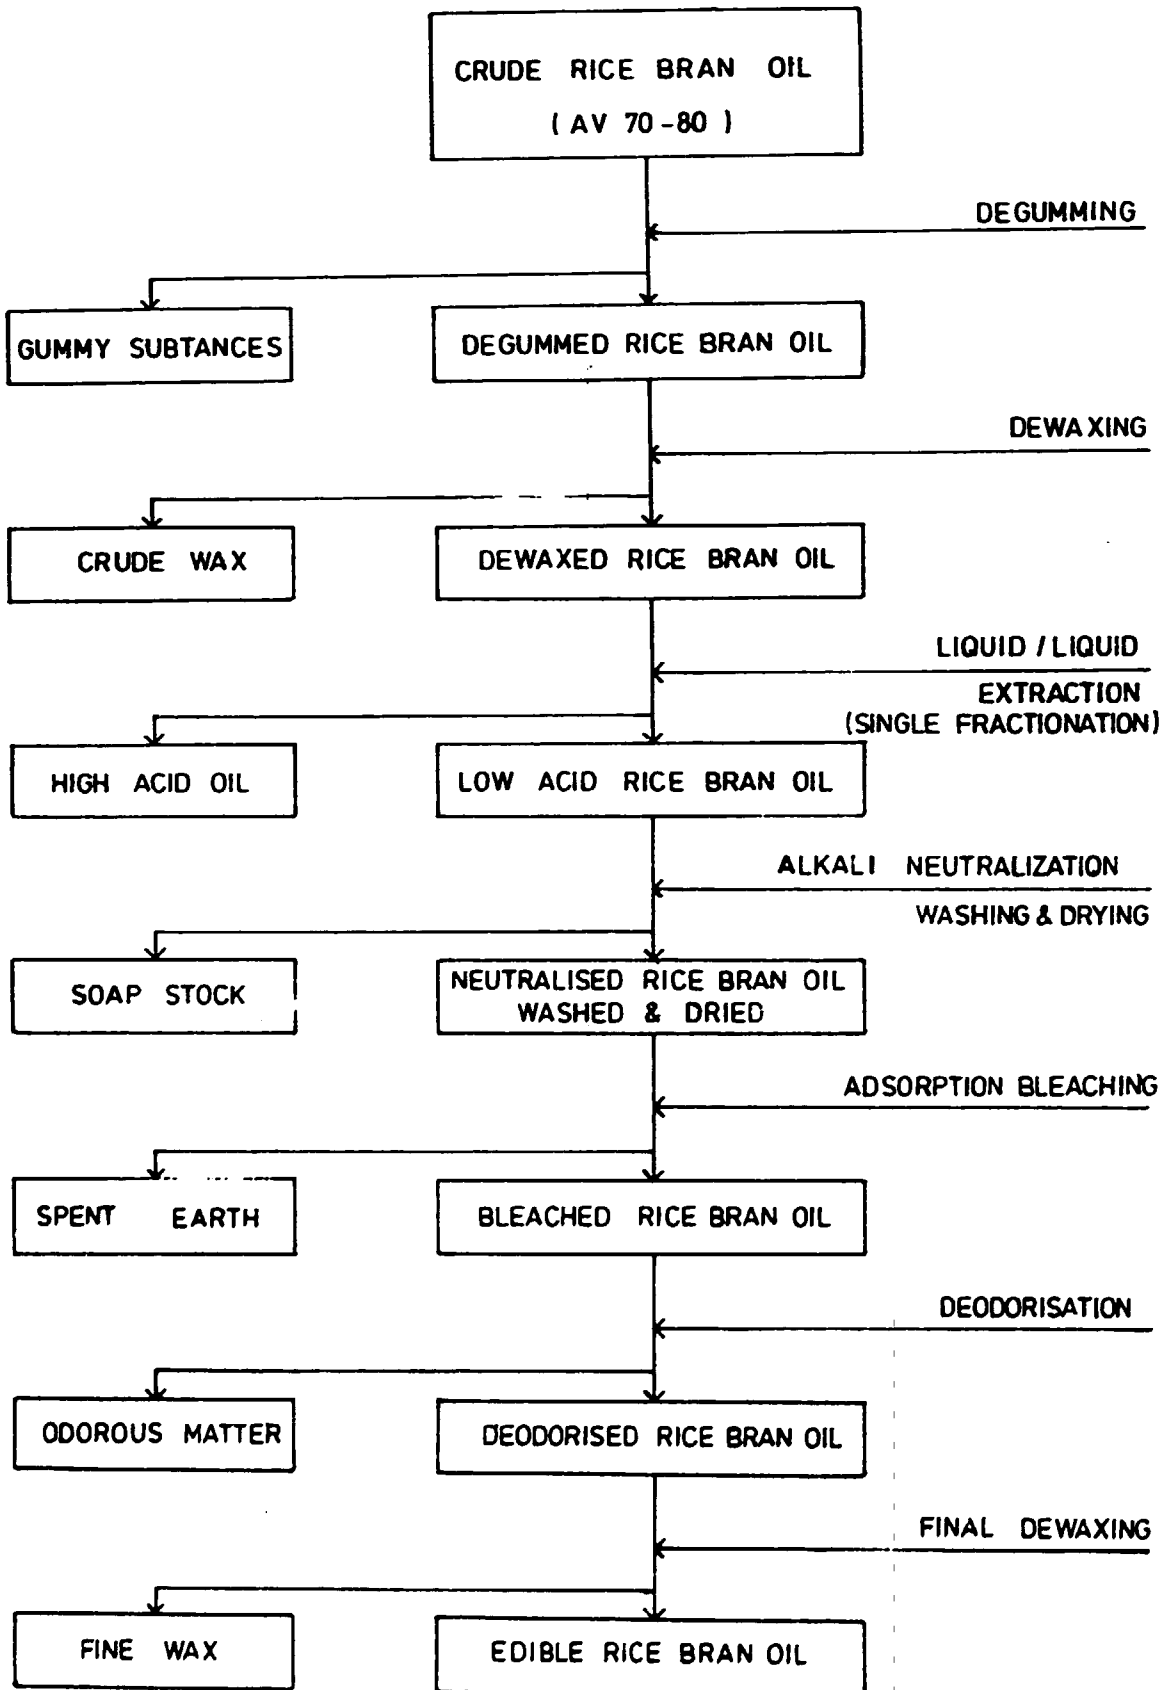 CRUDE RICE BRAN OIL
( AV 70-80 )
DEGUMMING
GUMMY SUBTANCES
DEGUMMED RICE BRAN OIL
DEWAXING
CRUDE WAX
DEWAXED RICE BRAN OIL
LIQUID / LIQUID
EXTRACTION
(SINGLE FRACTIONATION)
HIGH ACID OIL
LOW ACID RICE BRAN OIL
ALKALI NEUTRALIZATION
WASHING & DRYING
SOAP STOCK
NEUTRALISED RICE BRAN OIL
WASHED & DRIED
ADSORPTION BLEACHING
SPENT EARTH
BLEACHED RICE BRAN OIL
DEODORISATION
ODOROUS MATTER
DEODORISED RICE BRAN OIL
FINAL DEWAXING
FINE WAX
EDIBLE RICE BRAN OIL